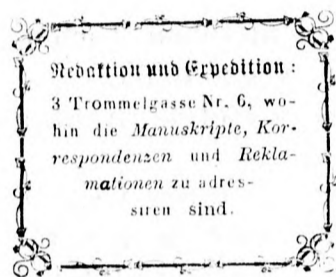 Redaktion und Expedition:
3 Trommelgasse Nr. 6, wo-
hin die Manuskripte, Kor-
respondenzen und Rekla-
mationen zu adres-
siren sind.